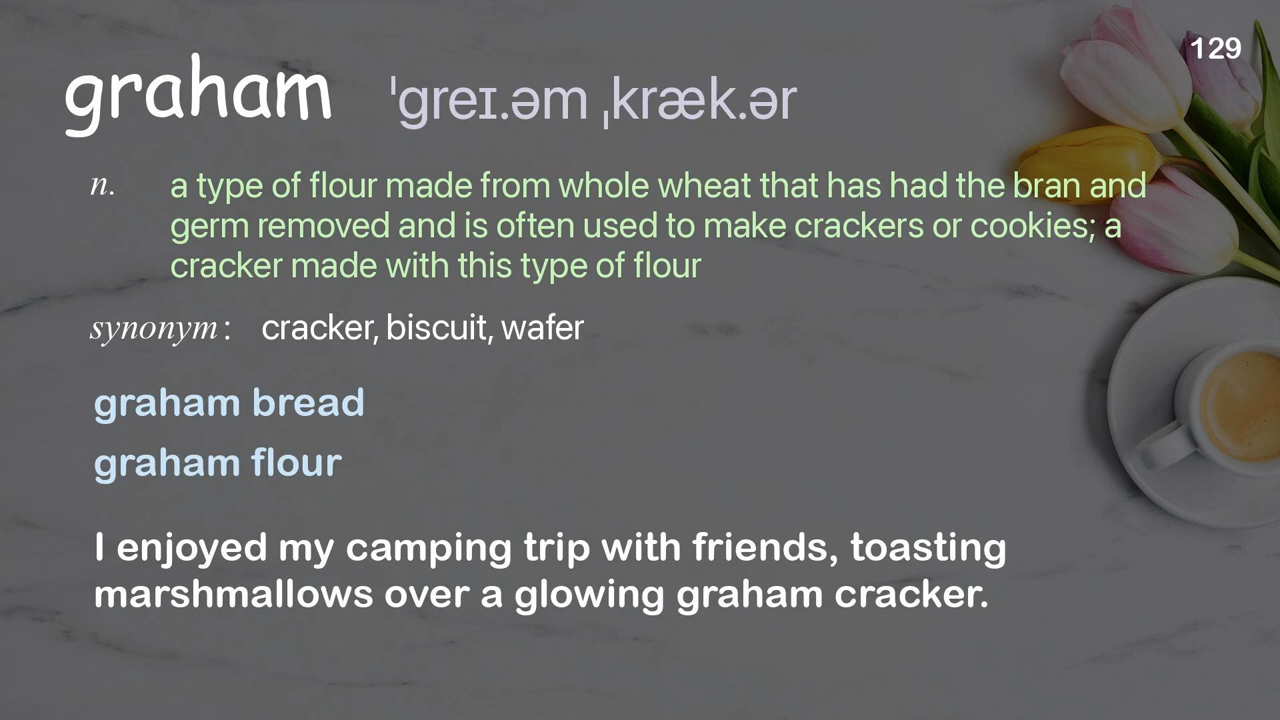 129
graham ˈɡreɪ.əm ˌkræk.ər
n. a type of flour made from whole wheat that has had the bran and
germ removed and is often used to make crackers or cookies; a
cracker made with this type of flour
synonym: cracker, biscuit, wafer
graham bread
graham flour
I enjoyed my camping trip with friends, toasting
marshmallows over a glowing graham cracker.